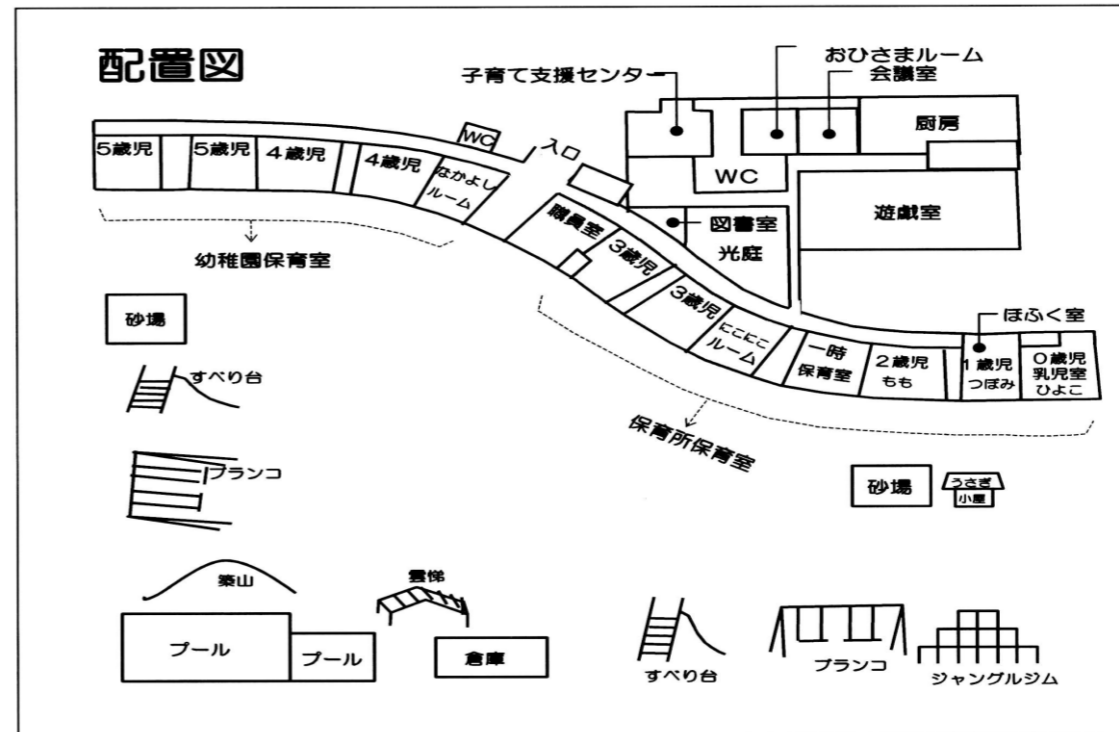 配置図
おひさまルーム
会議室
子育て支援センター
厨房
WC
入口
5歳児
5歳児
4歳児
4歳児
なかよし
ルーム
WC
遊戯室
図書室
光庭
職員室
3歳児
3歳児
にこにこ
ルーム
一時
保育室
2歳児
もも
ほふく室
1歳児
つぼみ
0歳児
乳児室
ひよこ
幼稚園保育室
保育所保育室
砂場
すべり台
ブランコ
砂場
うさぎ
小屋
築山
雲悌
プール
プール
倉庫
すべり台
ブランコ
ジャングルジム